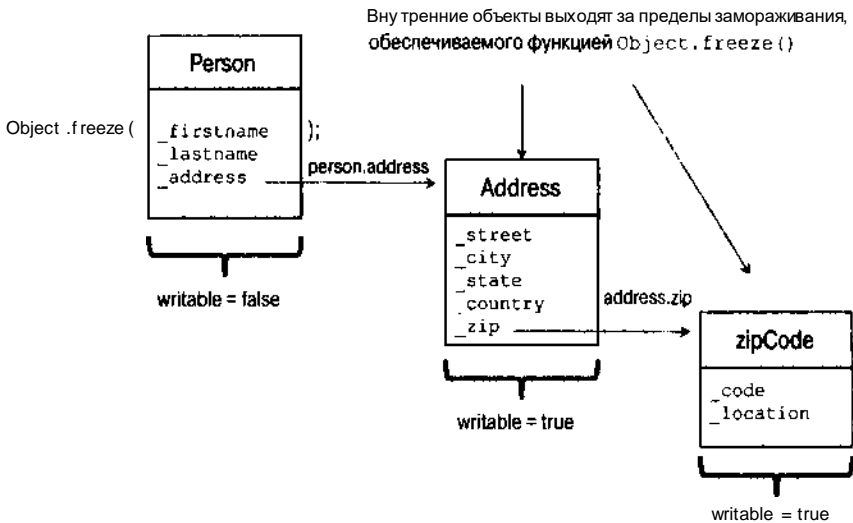 Вну тренние объекты выходят за пределы замораживания,
обеспечиваемого функцией Object.freeze()
Person
Object .f reeze (
_firstname
);
_lastname
_address
person.address
writable = false
Address
_street
_city
_state
_country
_zip
address.zip
writable = true
zipCode
_code
_location
writable = true